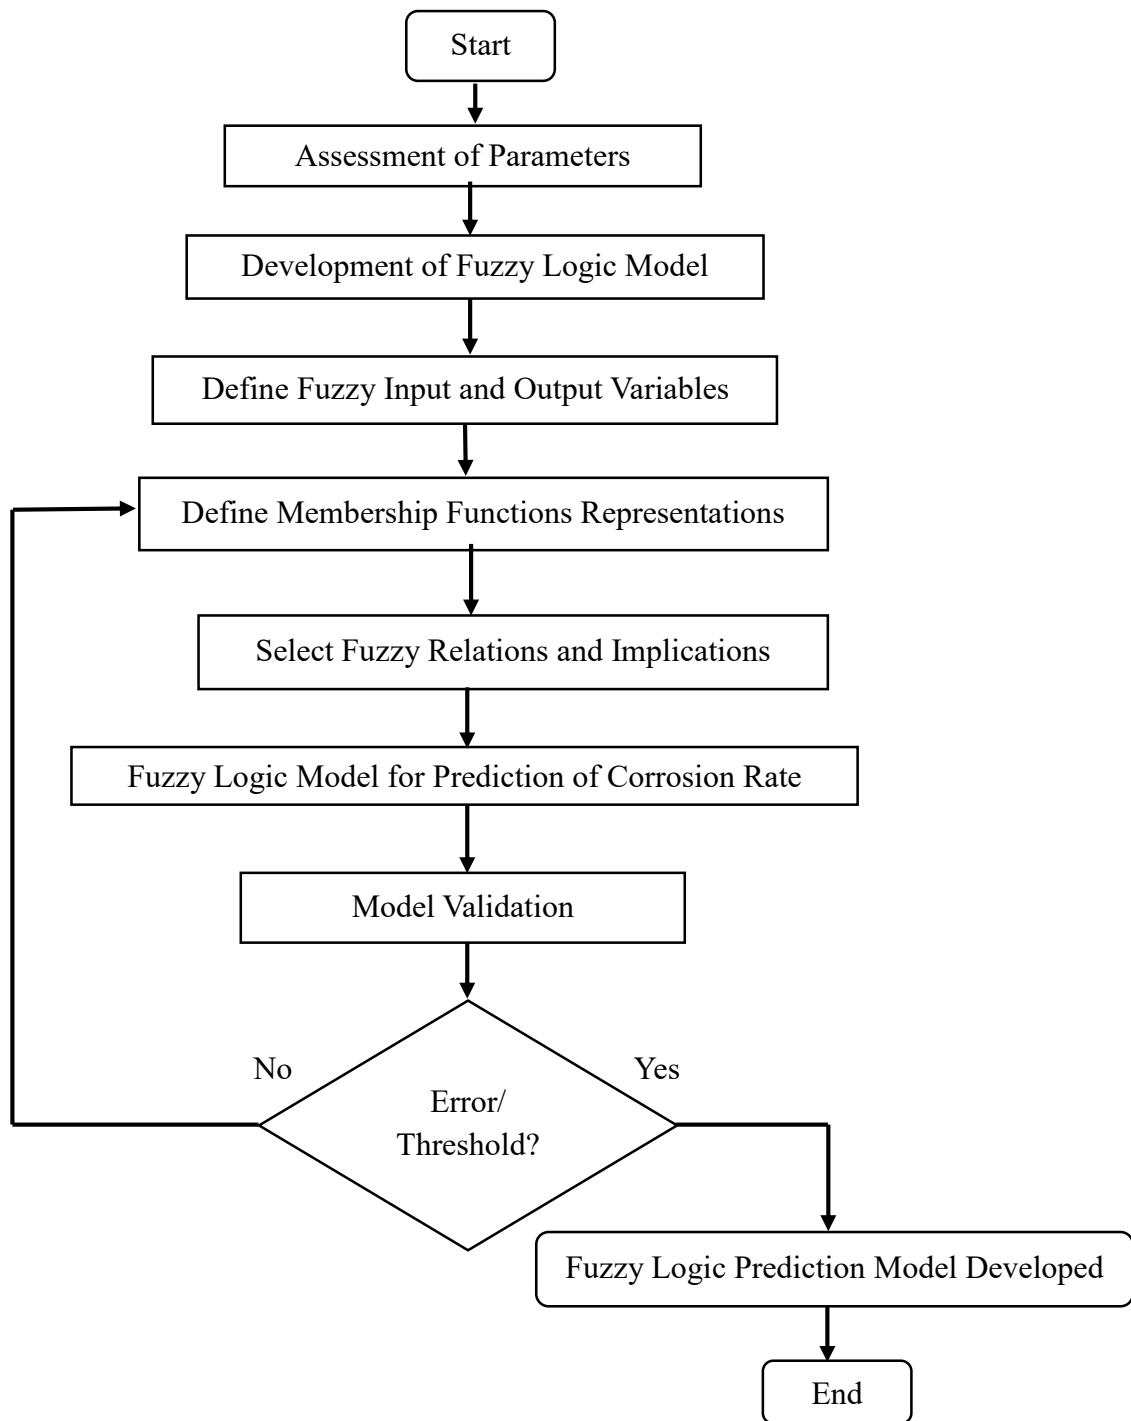 Start
Assessment of Parameters
Development of Fuzzy Logic Model
Define Fuzzy Input and Output Variables
Define Membership Functions Representations
Select Fuzzy Relations and Implications
Fuzzy Logic Model for Prediction of Corrosion Rate
Model Validation
No
Yes
Error/
Threshold?
Fuzzy Logic Prediction Model Developed
End